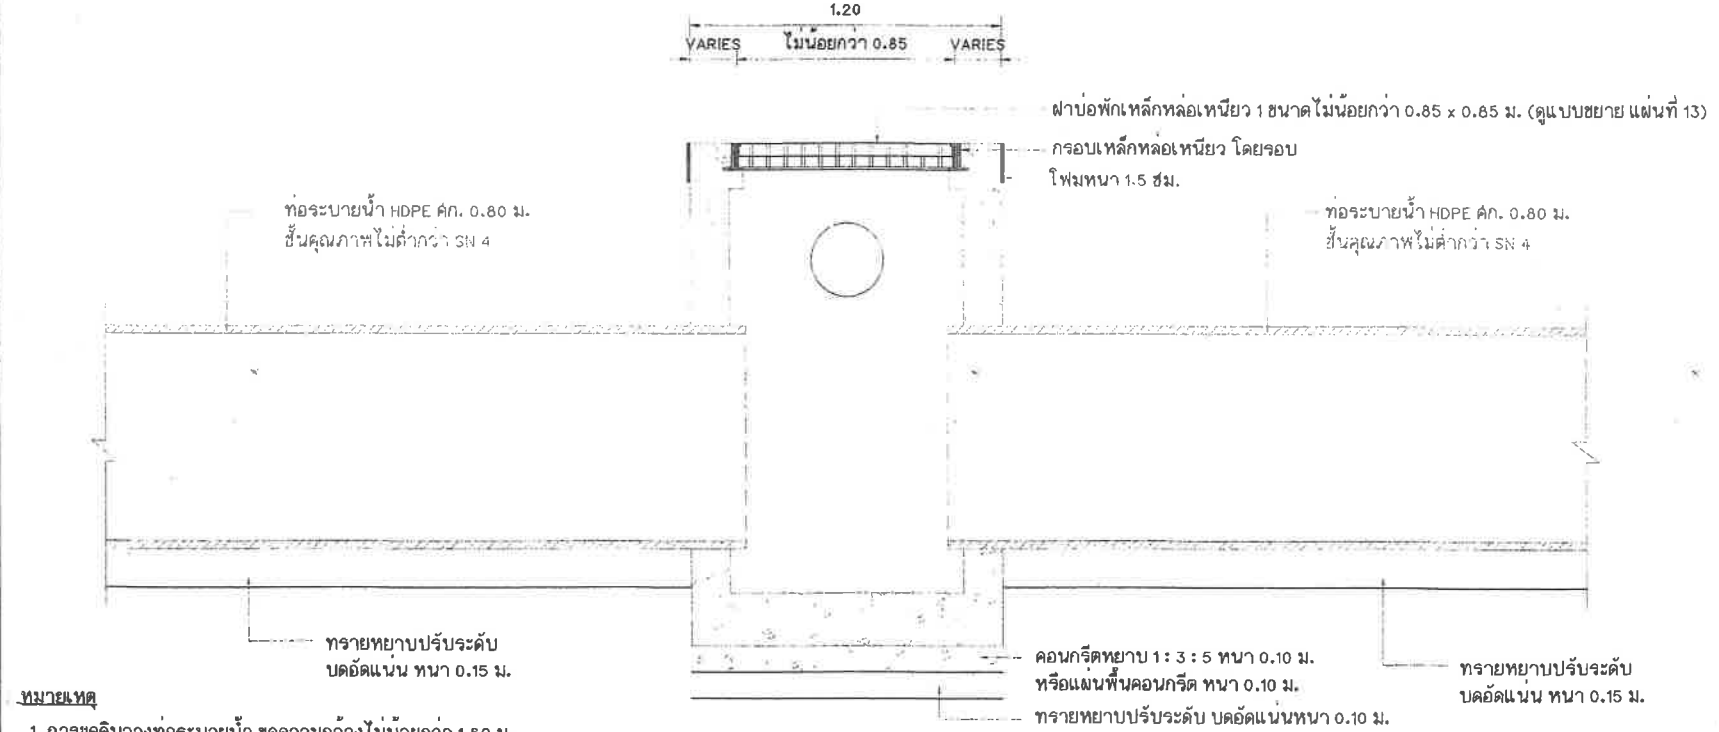 1.20
VARIES ไม่น้อยกว่า 0.85 VARIES
ฝาบ่อพักเหล็กหล่อเหนียว 1 ขนาดไม่น้อยกว่า 0.85 x 0.85 ม. (ดูแบบขยาย แผ่นที่ 13)
กรอบเหล็กหล่อเหนียว โดยรอบ
โฟมหนา 1.5 ซม.
ท่อระบายน้ำ HDPE ศก. 0.80 ม.
ชั้นคุณภาพไม่ต่ำกว่า SN 4
ท่อระบายน้ำ HDPE ศก. 0.80 ม.
ชั้นคุณภาพไม่ต่ำกว่า SN 4
ทรายหยาบปรับระดับ
บดอัดแน่น หนา 0.15 ม.
คอนกรีตหยาบ 1 : 3 : 5 หนา 0.10 ม.
หรือแผ่นพื้นคอนกรีต หนา 0.10 ม.
ทรายหยาบปรับระดับ บดอัดแน่นหนา 0.10 ม.
ทรายหยาบปรับระดับ
บดอัดแน่น หนา 0.15 ม.
หมายเหตุ